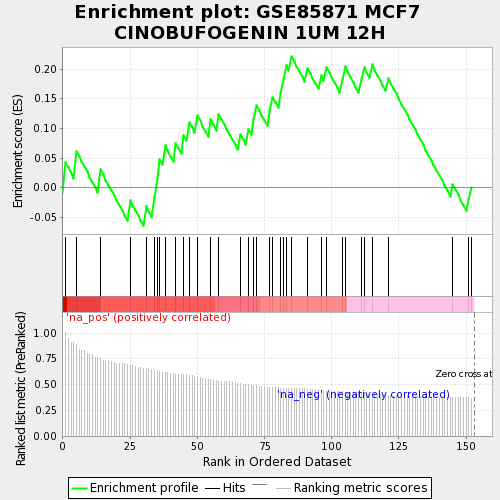 Enrichment plot: GSE85871 MCF7
CINOBUFOGENIN 1UM 12H
Enrichment score (ES)
0.20
0.15
0.10
0.05
0.00
-0.05
'na_pos' (positively correlated)
Ranked list metric (PreRanked)
1.00
0.75
0.50
0.25
0.00
Zero cross at
'na_neg' (negatively correlated)
0
25
50
75
100
125
150
Rank in Ordered Dataset
Enrichment profile
Hits
Ranking metric scores